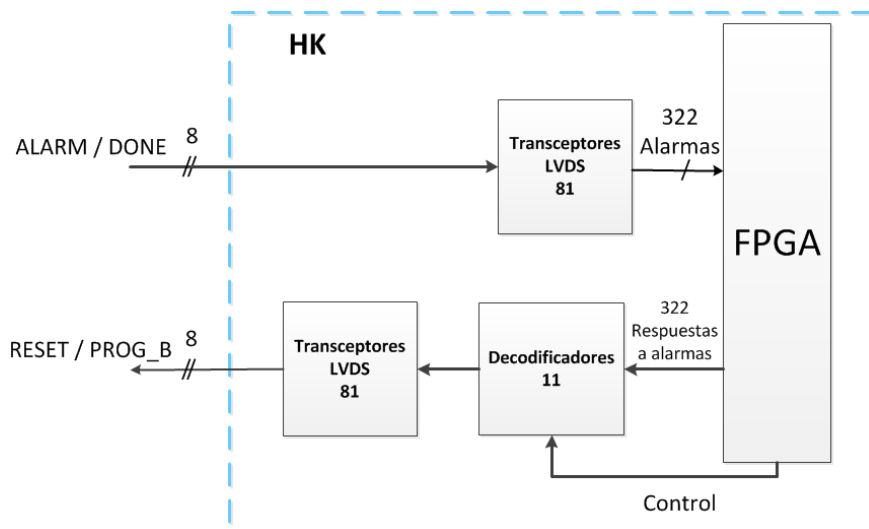 HK
ALARM / DONE
8
Transceptores
LVDS
81
322
Alarmas
FPGA
RESET / PROG_B
8
Transceptores
LVDS
81
Decodificadores
11
322
Respuestas
a alarmas
Control